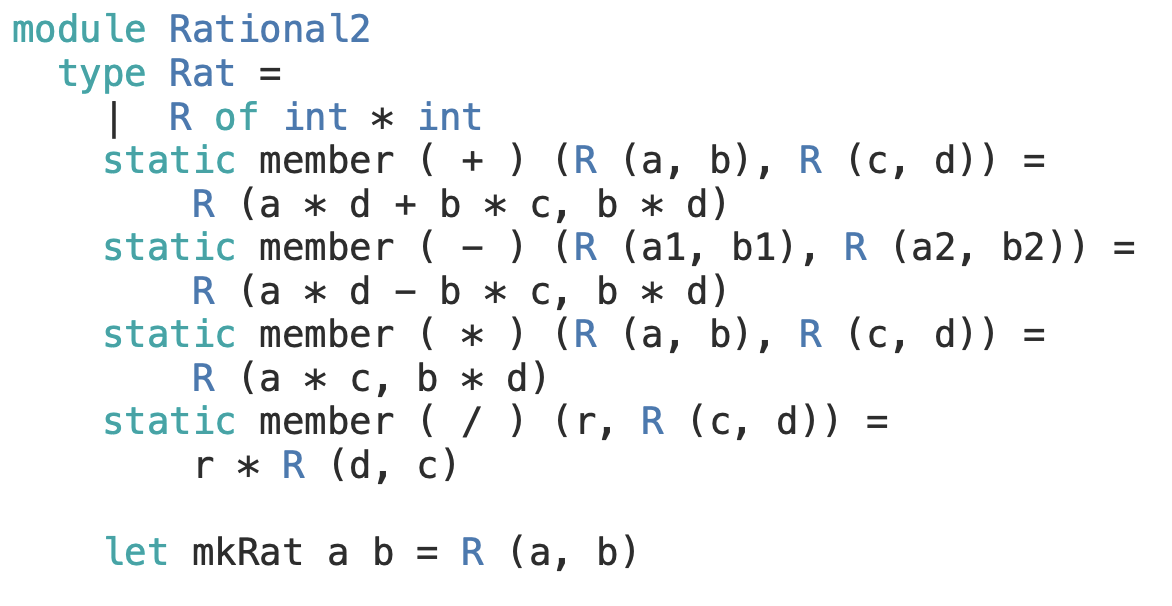 module Rational2
  type Rat =
    |  R of int * int
    static member ( + ) (R (a, b), R (c, d)) =
        R (a * d + b * c, b * d)
    static member ( - ) (R (a1, b1), R (a2, b2)) =
        R (a * d - b * c, b * d)
    static member ( * ) (R (a, b), R (c, d)) =
        R (a * c, b * d)
    static member ( / ) (r, R (c, d)) =
        r * R (d, c)

    let mkRat a b = R (a, b)